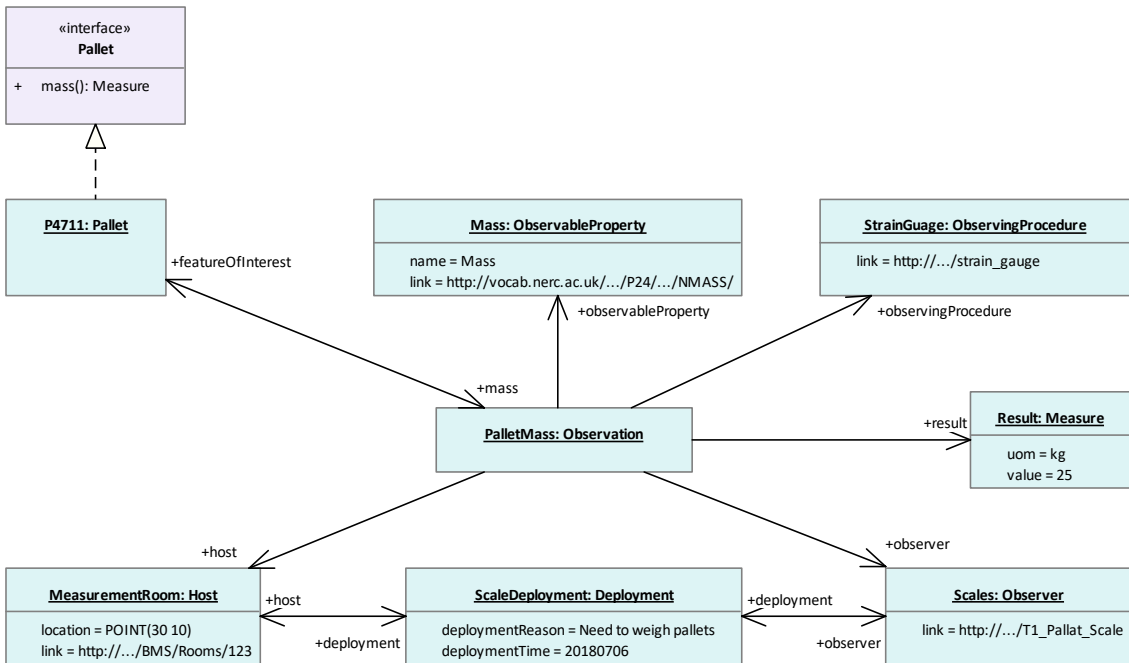 «interface»
Pallet
+ mass(): Measure
P4711: Pallet
Mass: ObservableProperty
name = Mass
link = http://vocab.nerc.ac.uk/.../P24/.../NMASS/
StrainGuage: ObservingProcedure
link = http://.../strain_gauge
+featureOfInterest
+observableProperty
+observingProcedure
+mass
PalletMass: Observation
+result
Result: Measure
uom = kg
value = 25
+host
+observer
MeasurementRoom: Host
location = POINT(30 10)
link = http://.../BMS/Rooms/123
+host
+deployment
ScaleDeployment: Deployment
deploymentReason = Need to weigh pallets
deploymentTime = 20180706
+deployment
+observer
Scales: Observer
link = http://.../T1_Pallat_Scale